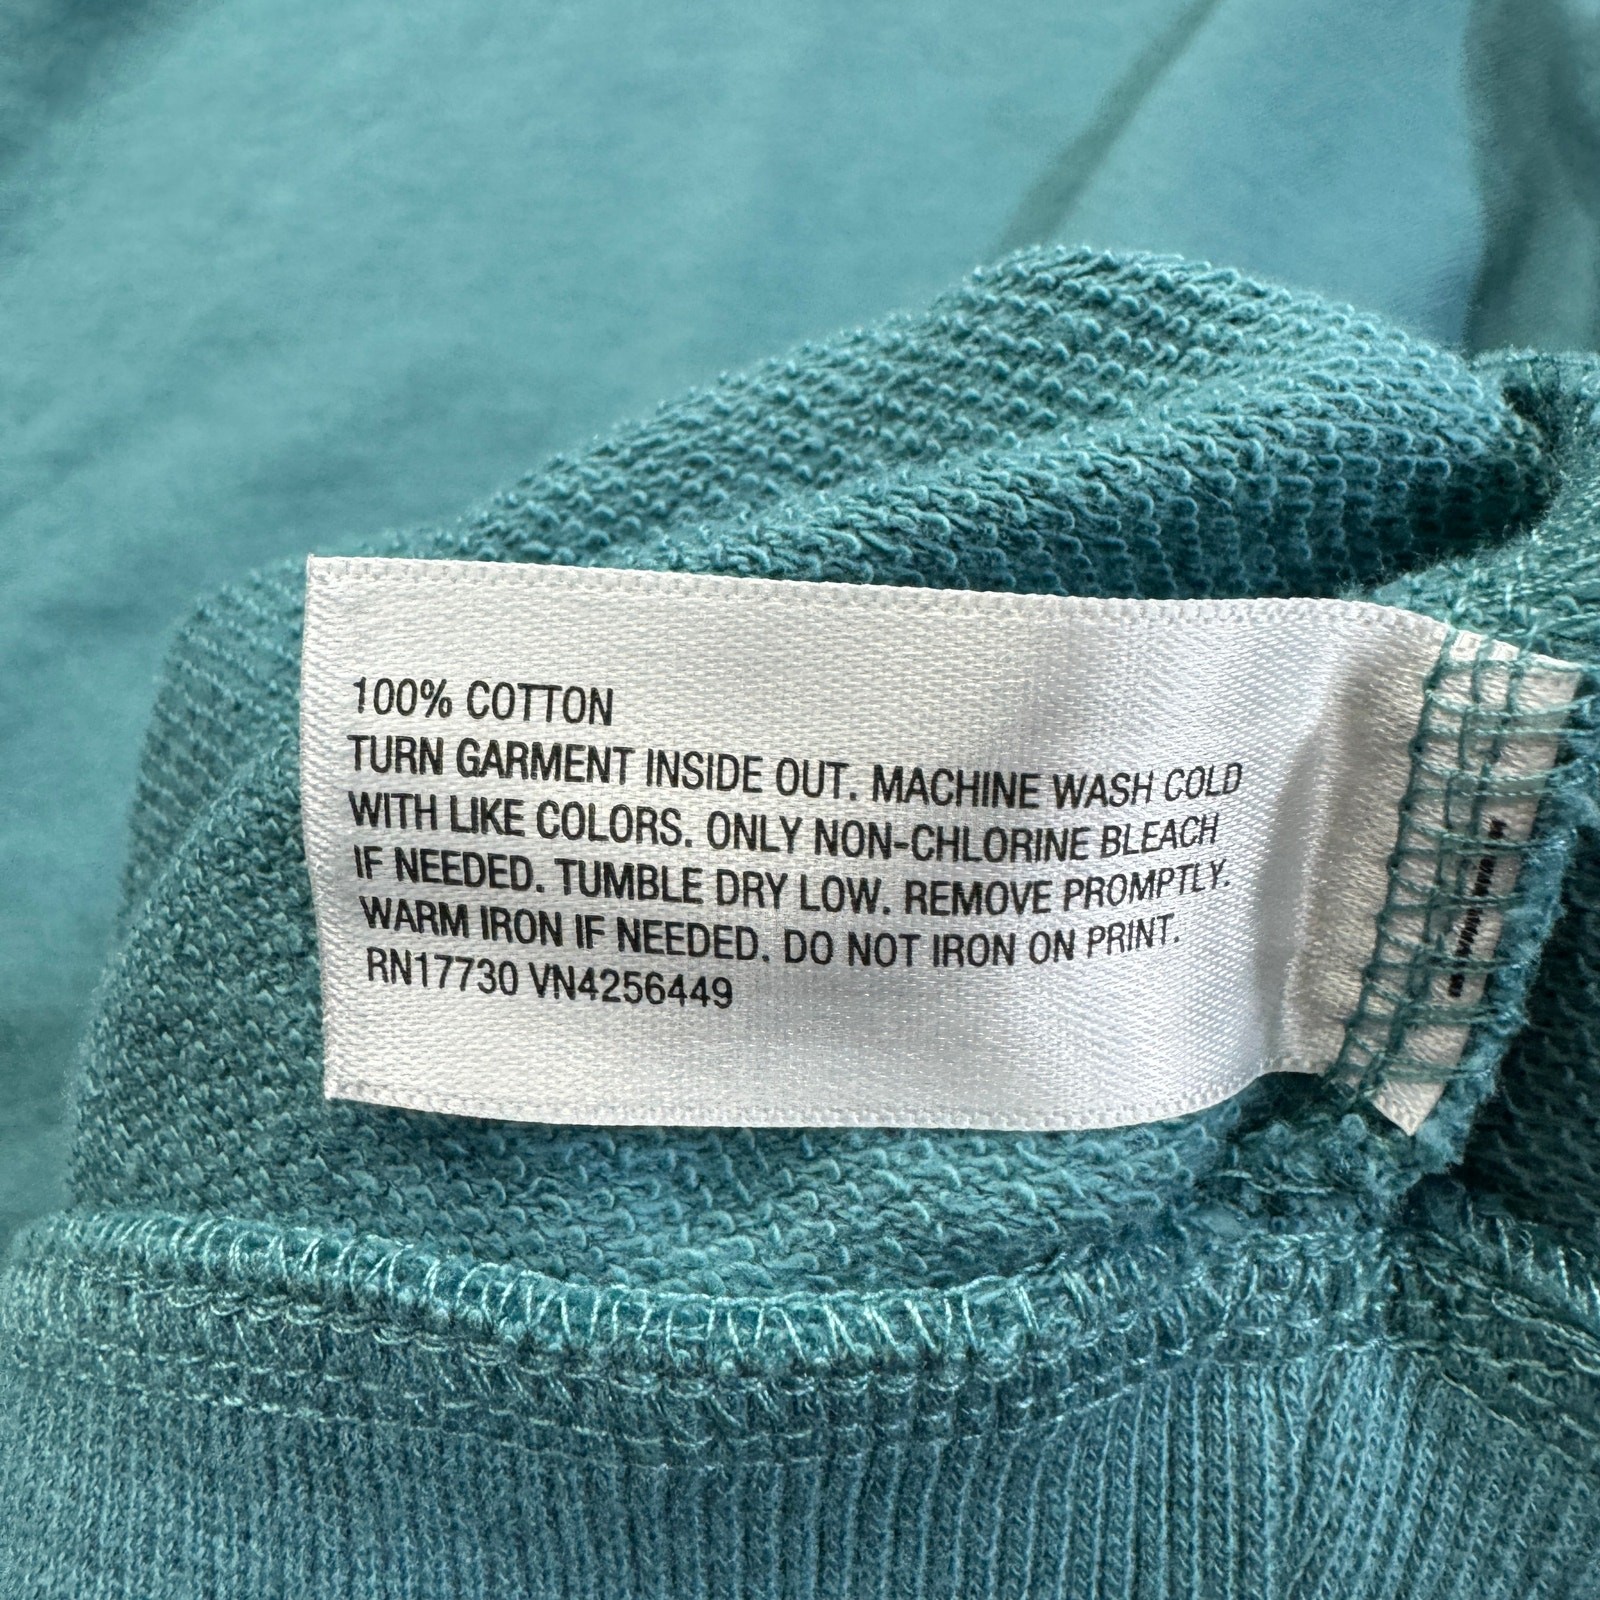 100% COTTON
TURN GARMENT INSIDE OUT. MACHINE WASH COLD
WITH LIKE COLORS. ONLY NON-CHLORINE BLEACH
IF NEEDED. TUMBLE DRY LOW. REMOVE PROMPTLY.
WARM IRON IF NEEDED. DO NOT IRON ON PRINT.
RN17730 VN4256449